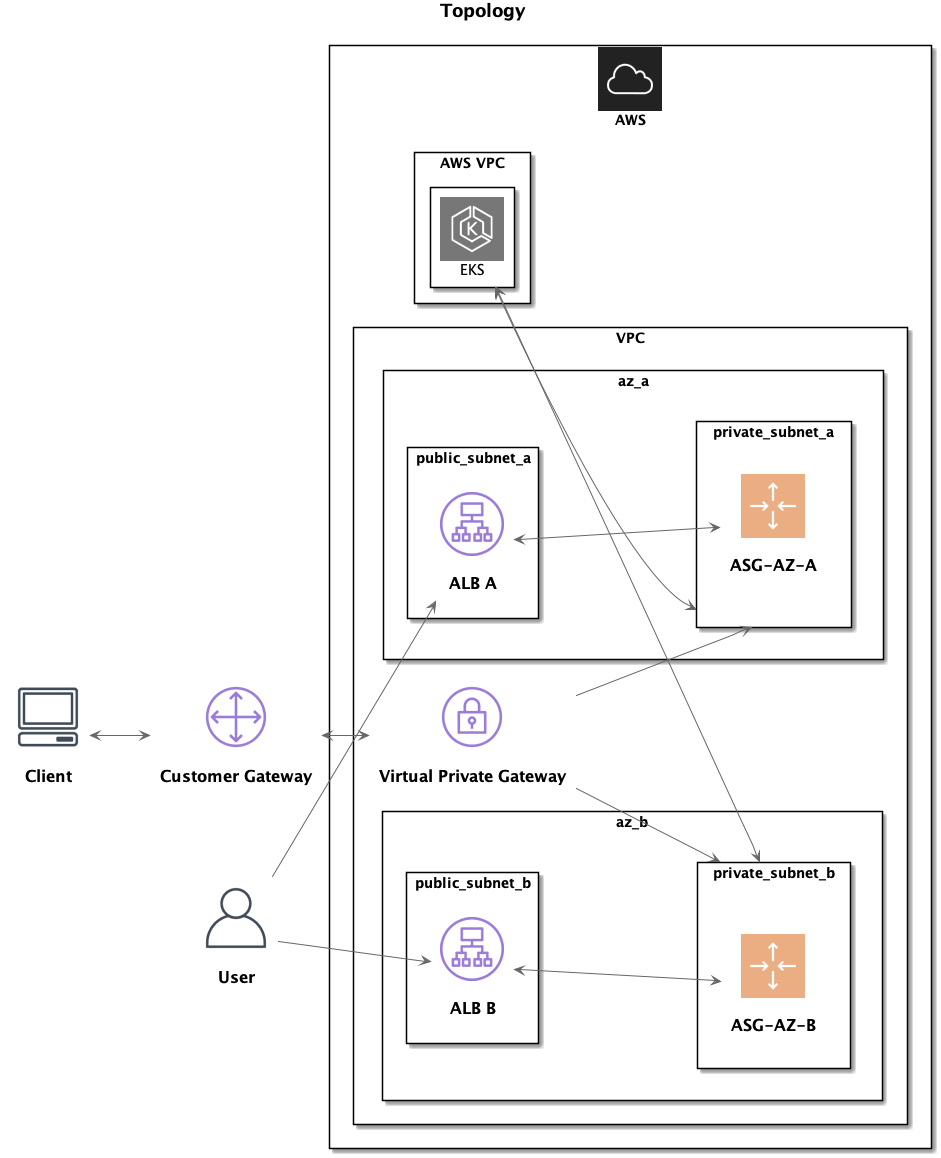 Topology
AWS
AWS VPC
EKS
VPC
az_a
private_subnet_a
public_subnet_a
ASG-AZ-A
ALB A
Client
Customer Gateway
Virtual Private Gateway
az_b
private_subnet_b
public_subnet_b
User
ALB B
ASG-AZ-B